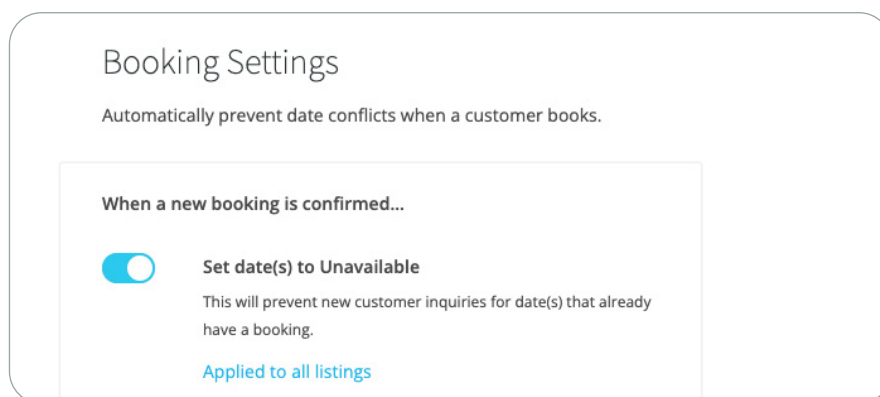 Booking Settings
Automatically prevent date conflicts when a customer books.
When a new booking is confirmed...
Set date(s) to Unavailable
This will prevent new customer inquiries for date(s) that already
have a booking.
Applied to all listings